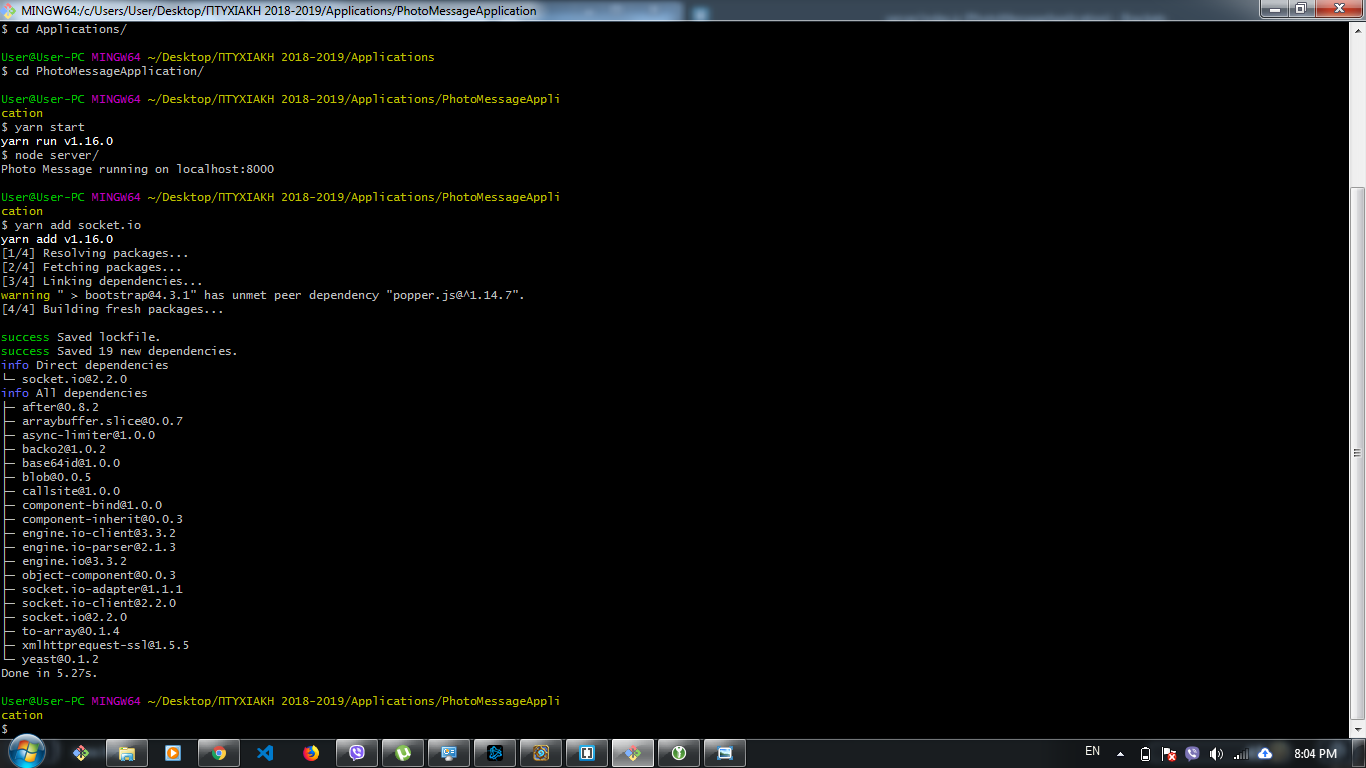 MINGW64:/c/Users/User/Desktop/ΠΤΥΧΙΑΚΗ 2018-2019/Applications/PhotoMessageApplication
$ cd Applications/
User@User-PC MINGW64 ~/Desktop/ΠΤΥΧΙΑΚΗ 2018-2019/Applications
$ cd PhotoMessageApplication/
User@User-PC MINGW64 ~/Desktop/ΠΤΥΧΙΑΚΗ 2018-2019/Applications/PhotoMessageAppli
cation
$ yarn start
yarn run v1.16.0
$ node server/
Photo Message running on localhost:8000
User@User-PC MINGW64 ~/Desktop/ΠΤΥΧΙΑΚΗ 2018-2019/Applications/PhotoMessageAppli
cation
$ yarn add socket.io
yarn add v1.16.0
[1/4] Resolving packages...
[2/4] Fetching packages...
[3/4] Linking dependencies...
warning " > bootstrap@4.3.1" has unmet peer dependency "popper.js@^1.14.7".
[4/4] Building fresh packages...
success Saved lockfile.
success Saved 19 new dependencies.
info Direct dependencies
└─ socket.io@2.2.0
info All dependencies
├─ after@0.8.2
├─ arraybuffer.slice@0.0.7
├─ async-limiter@1.0.0
├─ backo2@1.0.2
├─ base64id@1.0.0
├─ blob@0.0.5
├─ callsite@1.0.0
├─ component-bind@1.0.0
├─ component-inherit@0.0.3
├─ engine.io-client@3.3.2
├─ engine.io-parser@2.1.3
├─ engine.io@3.3.2
├─ object-component@0.0.3
├─ socket.io-adapter@1.1.1
├─ socket.io-client@2.2.0
├─ socket.io@2.2.0
├─ to-array@0.1.4
├─ xmlhttprequest-ssl@1.5.5
└─ yeast@0.1.2
Done in 5.27s.
User@User-PC MINGW64 ~/Desktop/ΠΤΥΧΙΑΚΗ 2018-2019/Applications/PhotoMessageAppli
cation
$
EN
8:04 PM